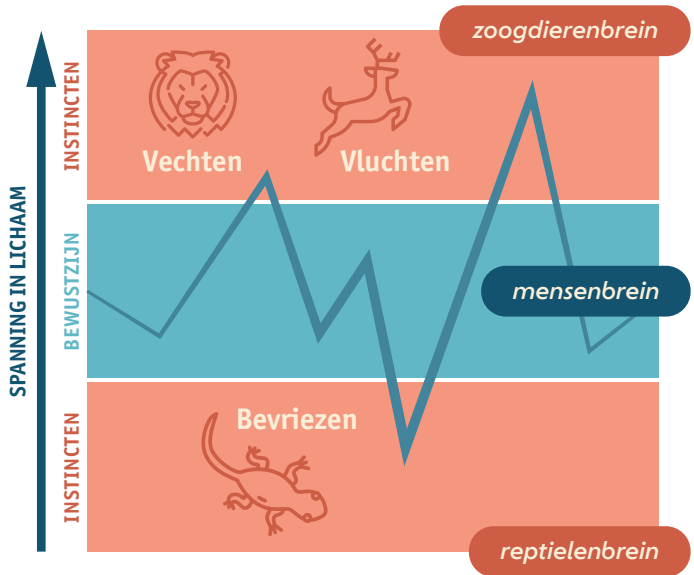 zoogdierenbrein
INSTINCTEN
Vechten
Vluchten
SPANNING IN LICHAAM
BEWUSTZIJN
mensenbrein
INSTINCTEN
Bevriezen
reptielenbrein